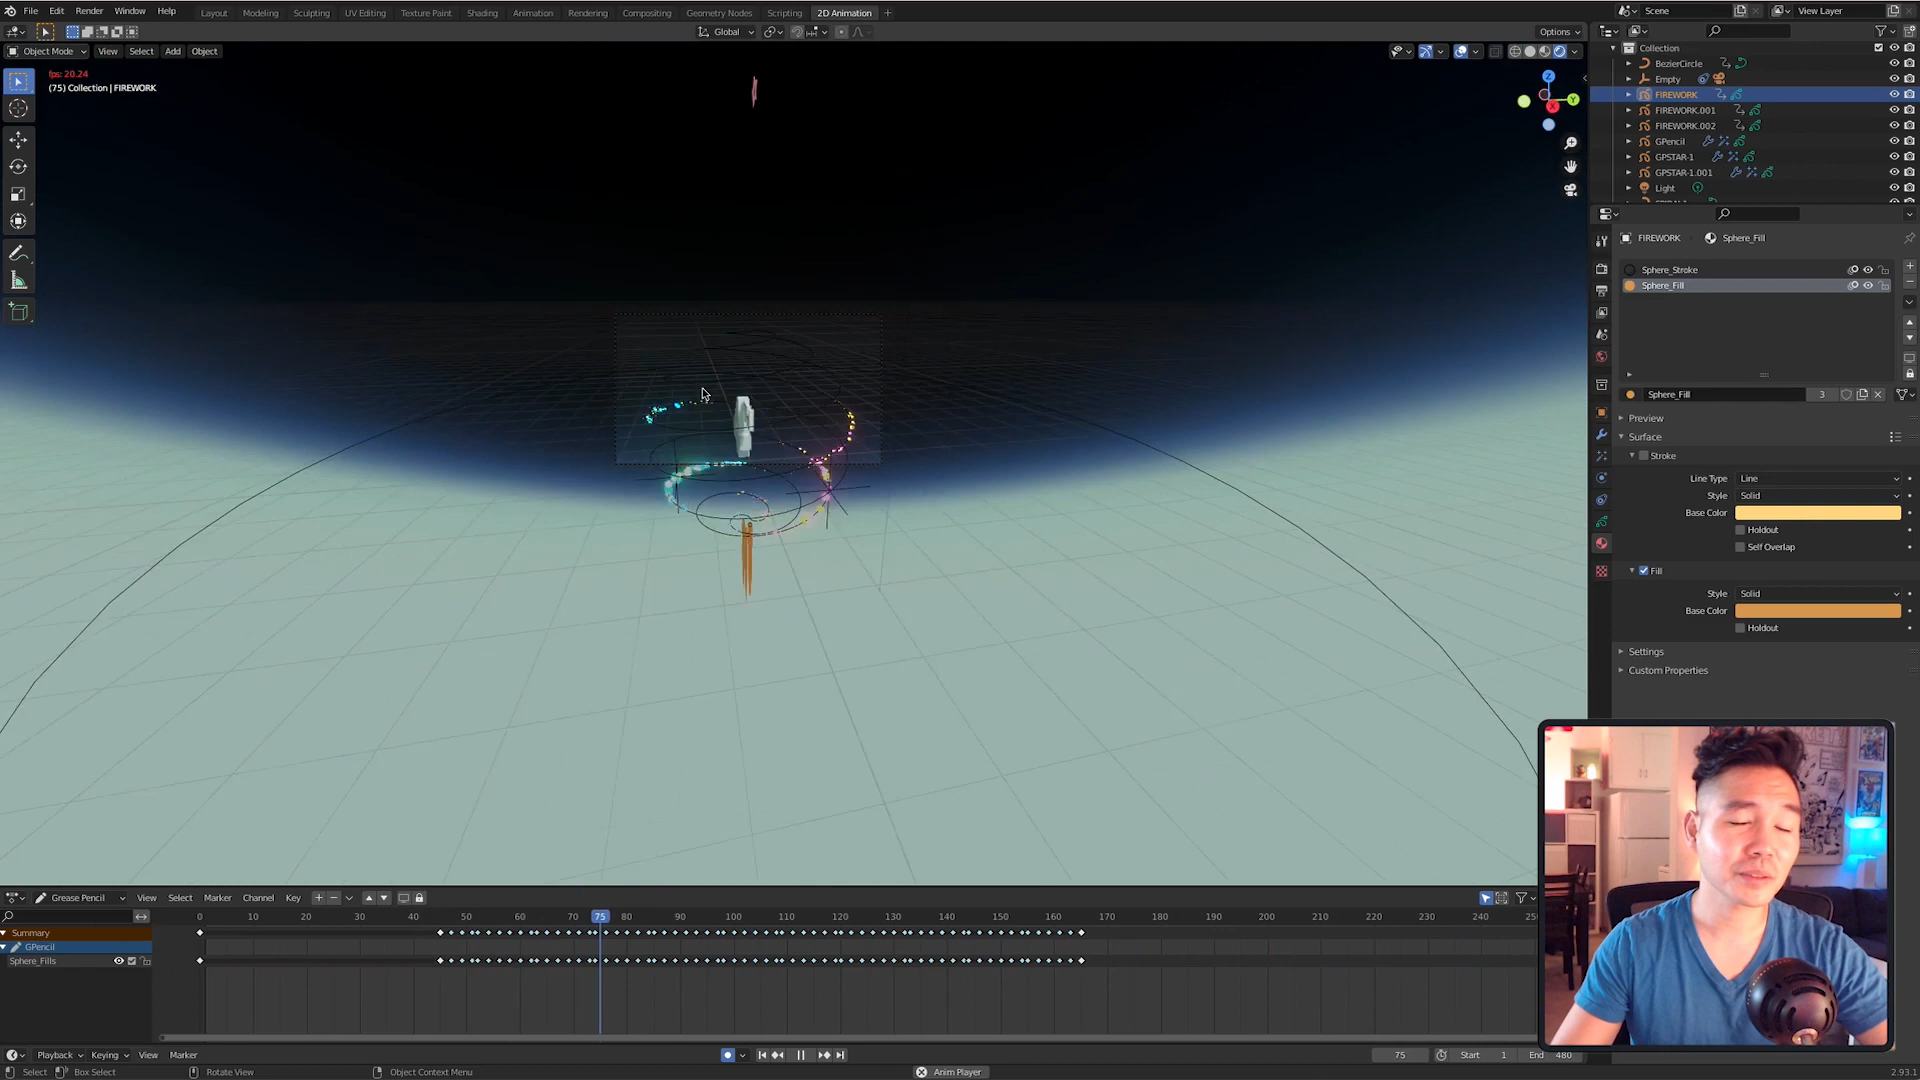 File Edit Render Window Help
Layout Modeling Sculpting UV Editing Texture Paint Shading Animation Rendering Compositing Geometry Nodes Scripting 2D Animation +
Scene View Layer
Global Options
Object Mode View Select Add Object
fps: 20.24
(75) Collection | FIREWORK
Z
Y
X
Collection
BezierCircle
Empty
FIREWORK
FIREWORK.001
FIREWORK.002
GPencil
GPSTAR-1
GPSTAR-1.001
Light
FIREWORK Sphere_Fill
Sphere_Stroke
Sphere_Fill
Sphere_Fill 3
Preview
Surface
Stroke
Line Type Line
Style Solid
Base Color
Holdout
Self Overlap
Fill
Style Solid
Base Color
Holdout
Settings
Custom Properties
Grease Pencil View Select Marker Channel Key
0 10 20 30 40 50 60 70 75 80 90 100 110 120 130 140 150 160 170 180 190 200 210 220 230 240
Summary
GPencil
Sphere_Fills
Playback Keying View Marker
75 Start 1 End 480
Select Box Select Rotate View Object Context Menu Anim Player 2.93.1